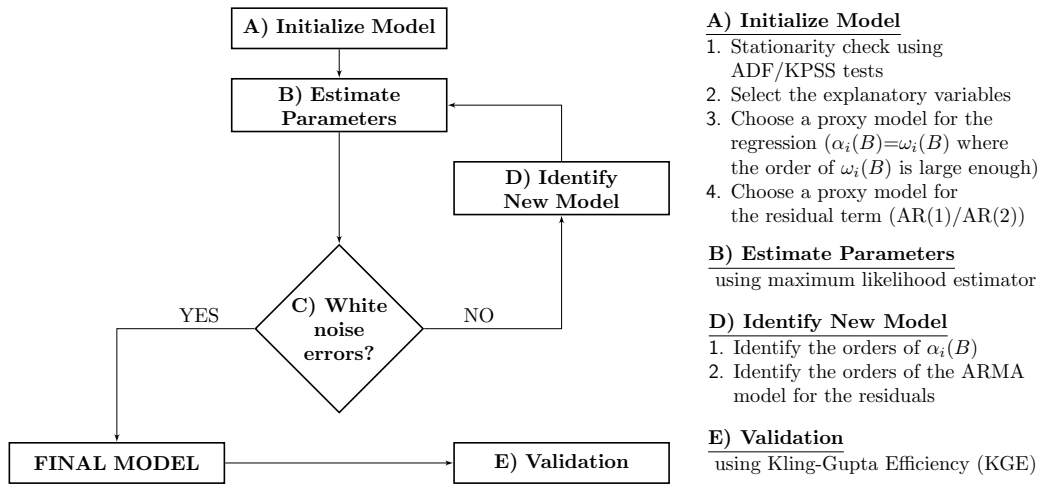 A) Initialize Model
B) Estimate
Parameters
D) Identify
New Model
C) White
noise
errors?
YES
NO
FINAL MODEL
E) Validation
A) Initialize Model
1. Stationarity check using
ADF/KPSS tests
2. Select the explanatory variables
3. Choose a proxy model for the
regression (α_i(B)=ω_i(B) where
the order of ω_i(B) is large enough)
4. Choose a proxy model for
the residual term (AR(1)/AR(2))
B) Estimate Parameters
using maximum likelihood estimator
D) Identify New Model
1. Identify the orders of α_i(B)
2. Identify the orders of the ARMA
model for the residuals
E) Validation
using Kling-Gupta Efficiency (KGE)